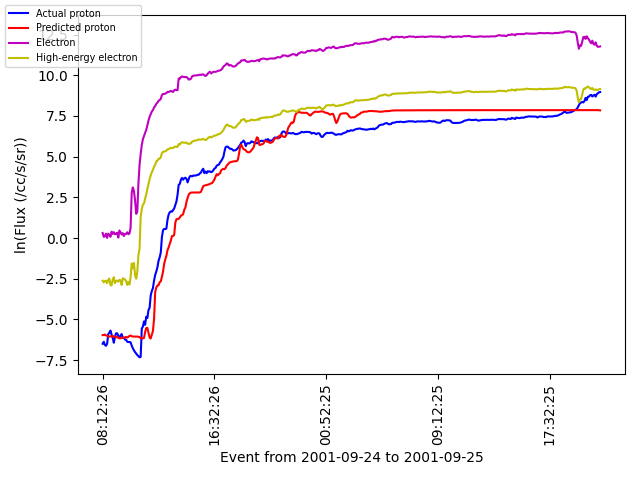 Actual proton
Predicted proton
Electron
High-energy electron
12.5
10.0
7.5
5.0
2.5
0.0
−2.5
−5.0
−7.5
ln(Flux (/cc/s/sr))
08:12:26
16:32:26
00:52:25
09:12:25
17:32:25
Event from 2001-09-24 to 2001-09-25